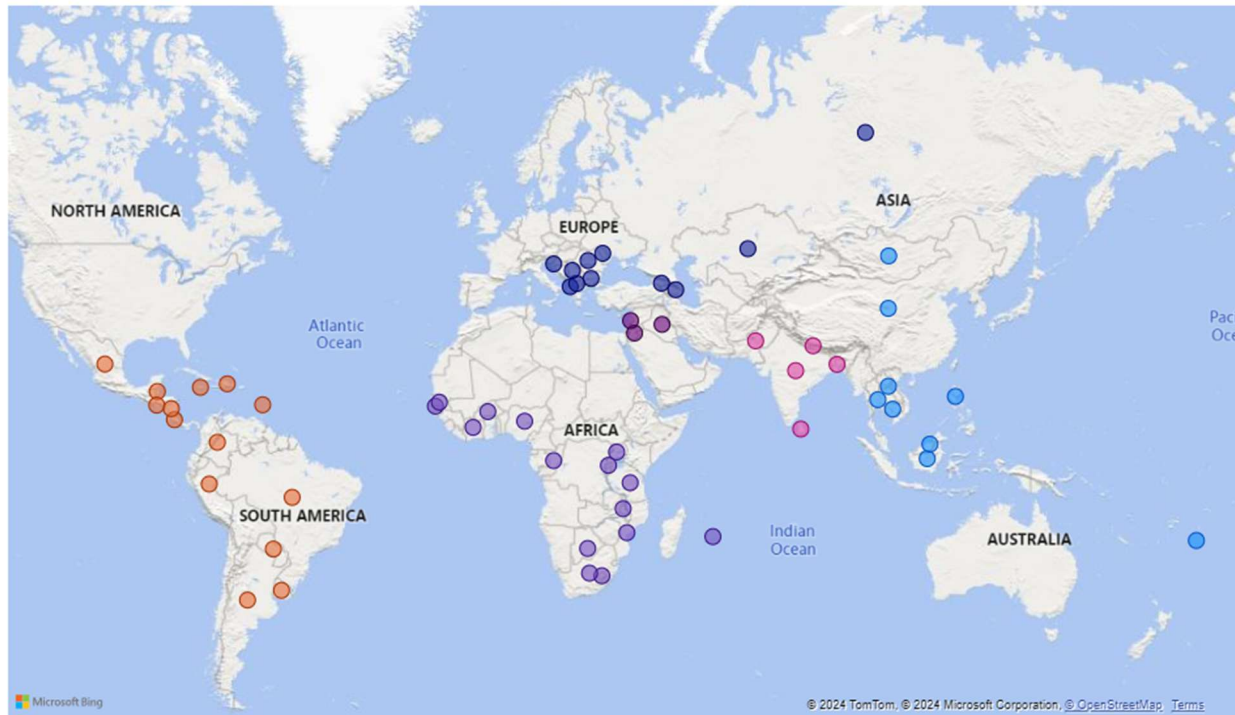 NORTH AMERICA
EUROPE
ASIA
Atlantic
Ocean
Pac
Oce
AFRICA
SOUTH AMERICA
Indian
Ocean
AUSTRALIA
Microsoft Bing
© 2024 TomTom, © 2024 Microsoft Corporation, © OpenStreetMap Terms